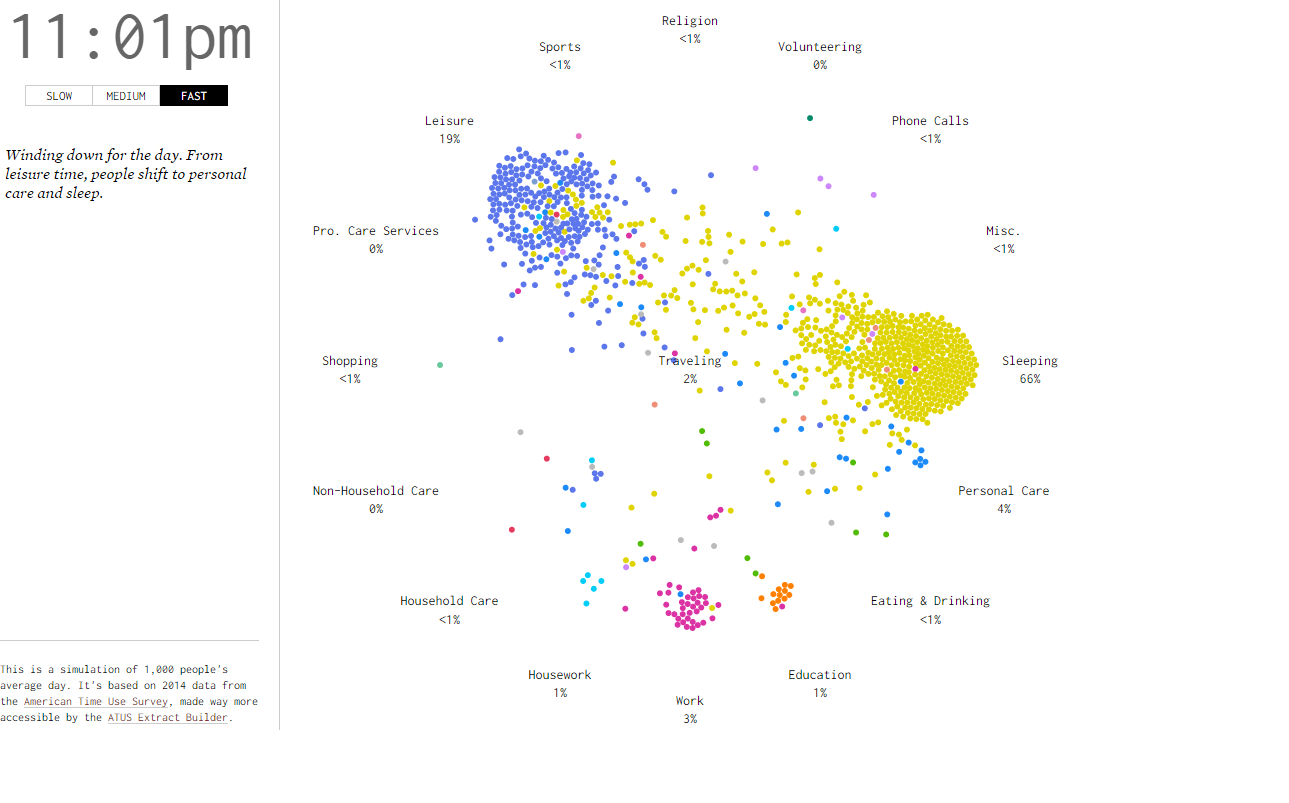 11:01pm
SLOW MEDIUM FAST
Winding down for the day. From
leisure time, people shift to personal
care and sleep.
Religion
<1%
Sports
<1%
Volunteering
0%
Leisure
19%
Phone Calls
<1%
Pro. Care Services
0%
Misc.
<1%
Shopping
<1%
Traveling
2%
Sleeping
66%
Non-Household Care
0%
Personal Care
4%
Household Care
<1%
Eating & Drinking
<1%
Housework
1%
Education
1%
Work
3%
This is a simulation of 1,000 people's
average day. It's based on 2014 data from
the American Time Use Survey, made way more
accessible by the ATUS Extract Builder.